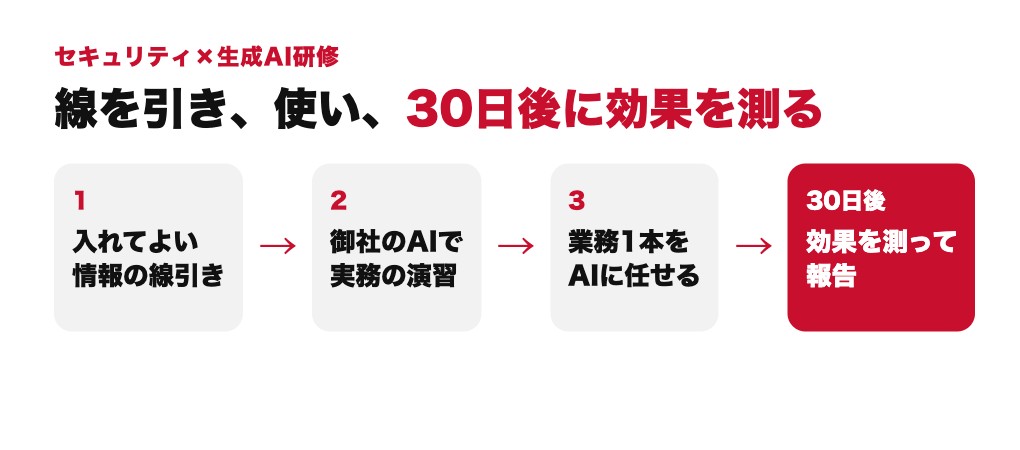 セキュリティ×生成AI研修
線を引き、使い、30日後に効果を測る
1
入れてよい
情報の線引き
2
御社のAIで
実務の演習
3
業務1本を
AIに任せる
30日後
効果を測って
報告